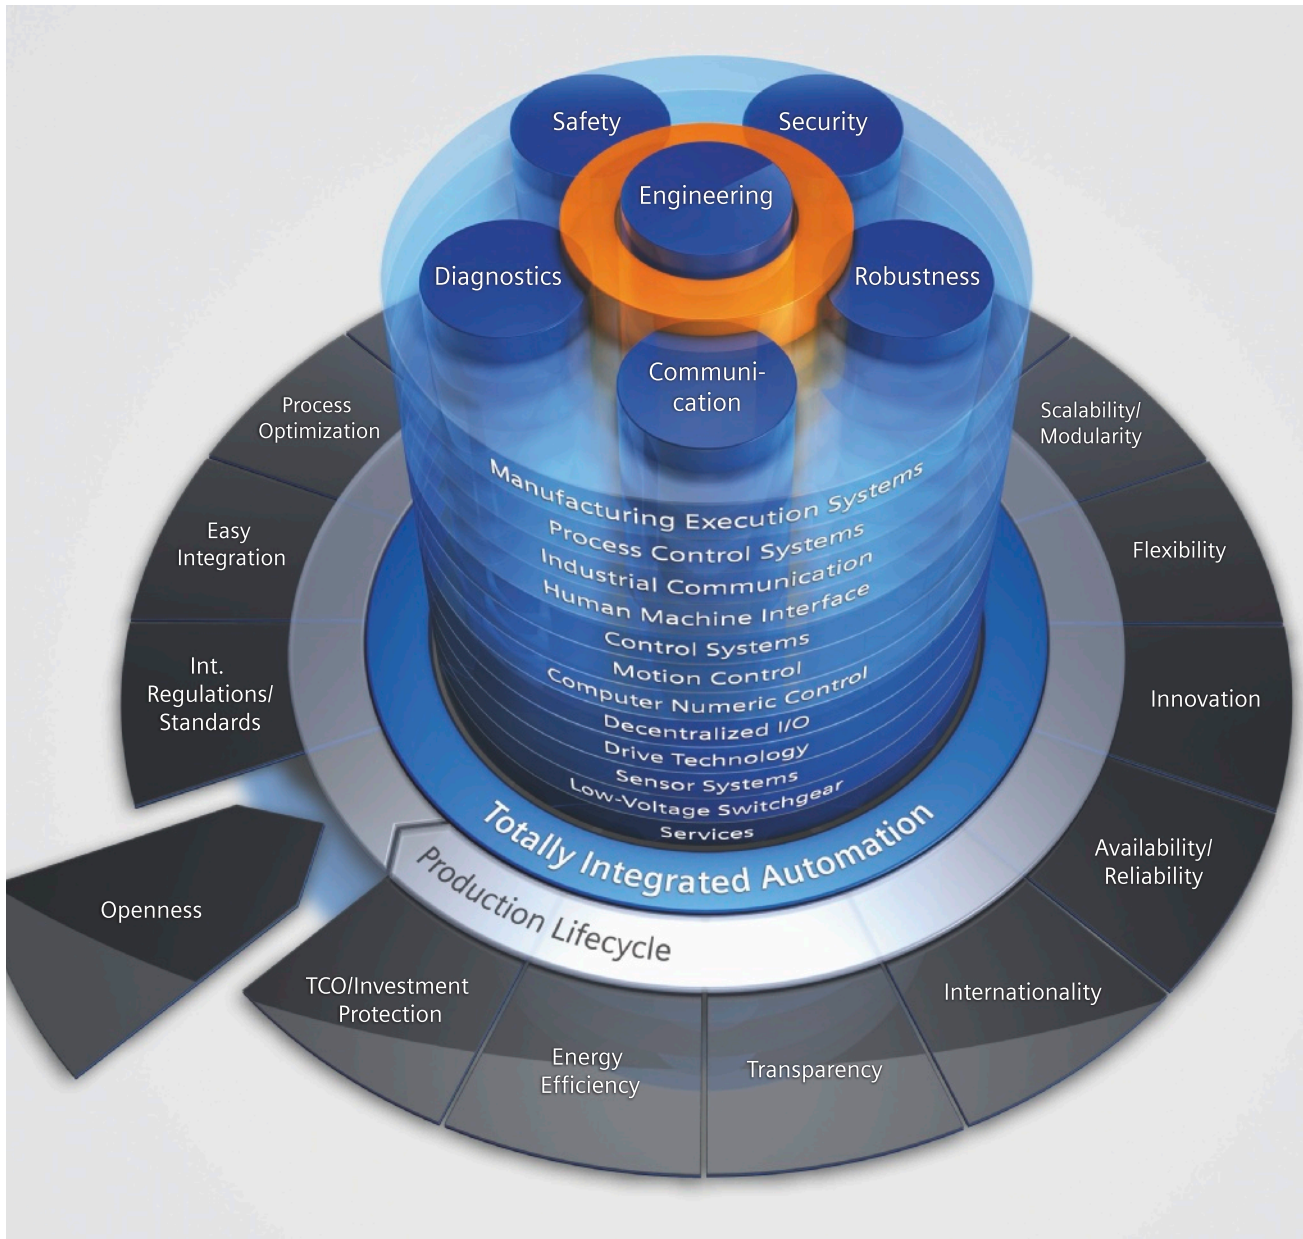 Safety
Security
Engineering
Diagnostics
Robustness
Communi-
cation
Manufacturing Execution Systems
Process Control Systems
Industrial Communication
Human Machine Interface
Control Systems
Motion Control
Computer Numeric Control
Decentralized I/O
Drive Technology
Sensor Systems
Low-Voltage Switchgear
Services
Totally Integrated Automation
Production Lifecycle
Process
Optimization
Easy
Integration
Int.
Regulations/
Standards
Openness
TCO/Investment
Protection
Energy
Efficiency
Transparency
Internationality
Availability/
Reliability
Innovation
Flexibility
Scalability/
Modularity